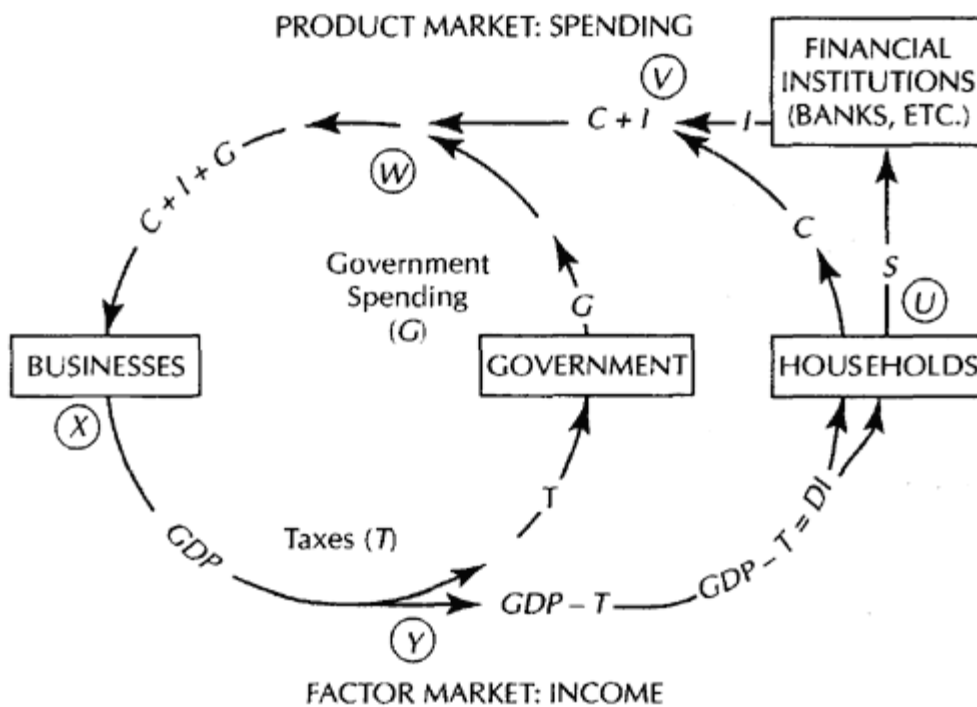 PRODUCT MARKET: SPENDING
FINANCIAL
INSTITUTIONS
(BANKS, ETC.)
V
C + I
I
W
C + I + G
C
S
U
Government
Spending
(G)
G
BUSINESSES
GOVERNMENT
HOUSEHOLDS
X
T
Taxes (T)
GDP
GDP – T
GDP – T = DI
Y
FACTOR MARKET: INCOME